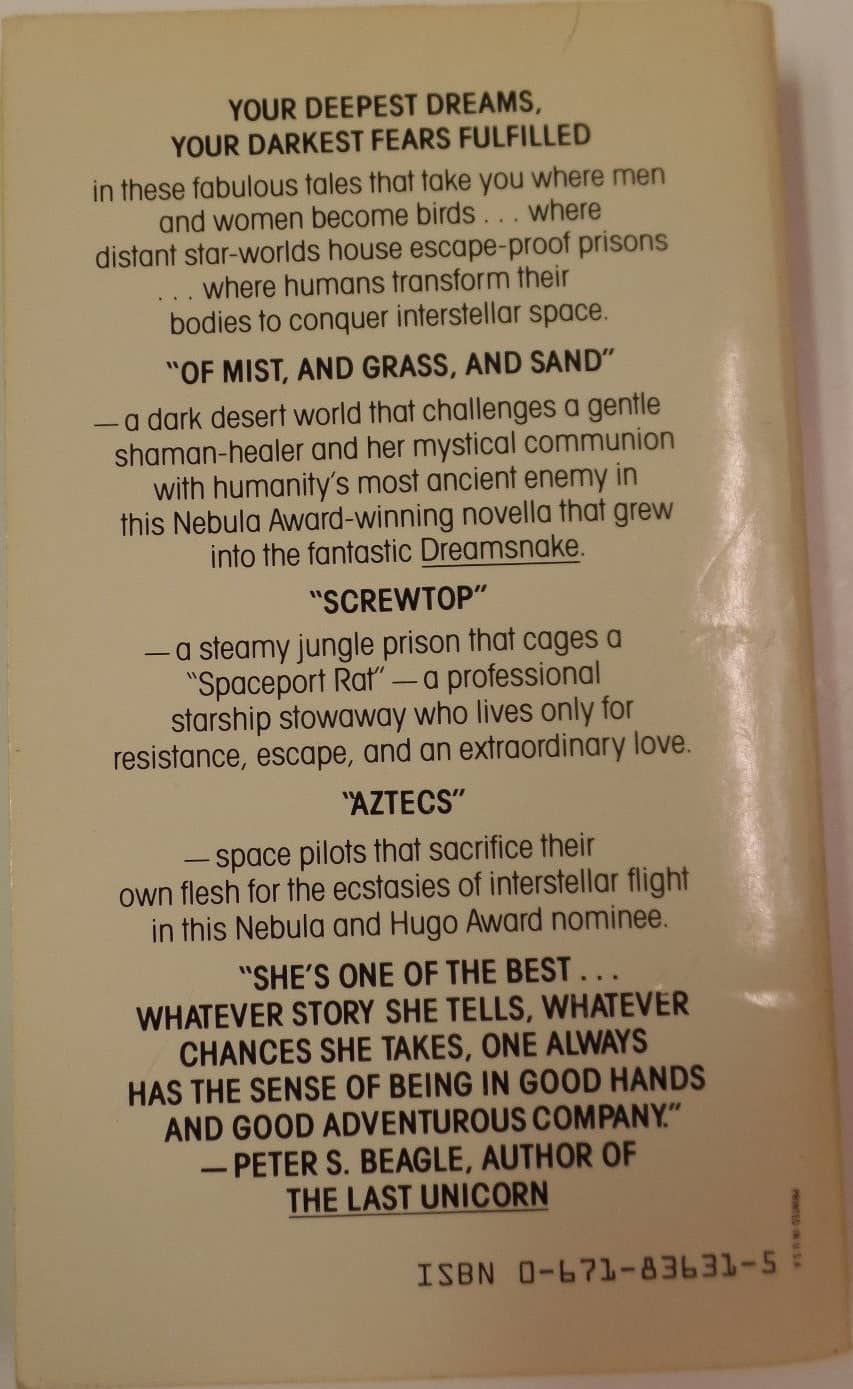 YOUR DEEPEST DREAMS,
YOUR DARKEST FEARS FULFILLED
in these fabulous tales that take you where men
and women become birds . . . where
distant star-worlds house escape-proof prisons
. . . where humans transform their
bodies to conquer interstellar space.
"OF MIST, AND GRASS, AND SAND"
—a dark desert world that challenges a gentle
shaman-healer and her mystical communion
with humanity's most ancient enemy in
this Nebula Award-winning novella that grew
into the fantastic Dreamsnake.
"SCREWTOP"
—a steamy jungle prison that cages a
"Spaceport Rat"—a professional
starship stowaway who lives only for
resistance, escape, and an extraordinary love.
"AZTECS"
—space pilots that sacrifice their
own flesh for the ecstasies of interstellar flight
in this Nebula and Hugo Award nominee.
"SHE'S ONE OF THE BEST . . .
WHATEVER STORY SHE TELLS, WHATEVER
CHANCES SHE TAKES, ONE ALWAYS
HAS THE SENSE OF BEING IN GOOD HANDS
AND GOOD ADVENTUROUS COMPANY."
—PETER S. BEAGLE, AUTHOR OF
THE LAST UNICORN
ISBN 0-671-83631-5
PRINTED IN U.S.A.